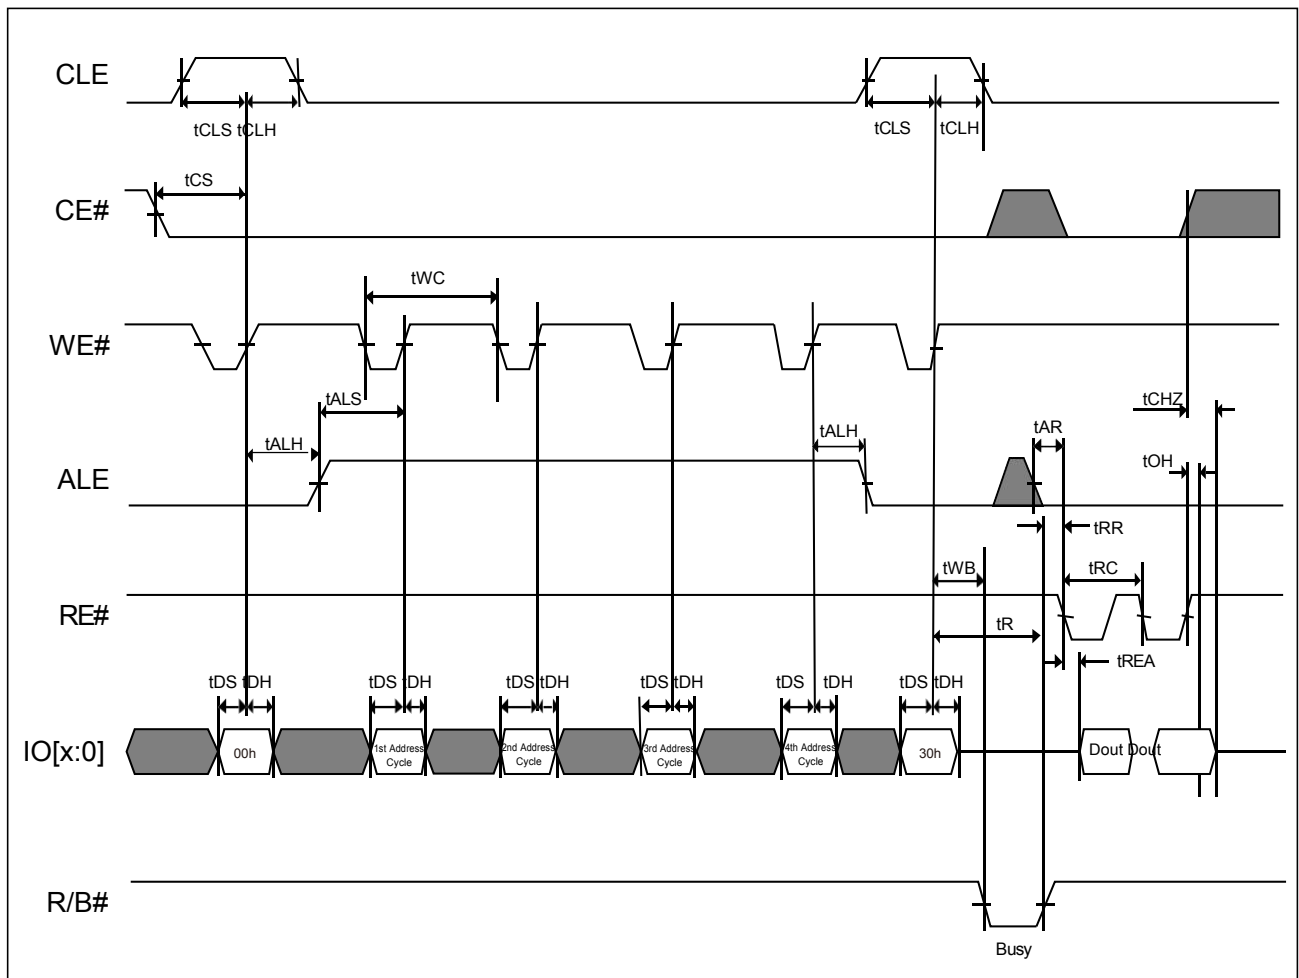 CLE
tCLS tCLH
tCLS
tCLH
tCS
CE#
tWC
WE#
tALS
tCHZ
tALH
tALH
tAR
ALE
tOH
tRR
tWB
tRC
RE#
tR
tREA
tDS tDH
tDS tDH
tDS tDH
tDS tDH
tDS
tDH
tDS tDH
IO[x:0]
00h
1st Address
Cycle
2nd Address
Cycle
3rd Address
Cycle
4th Address
Cycle
30h
Dout Dout
R/B#
Busy